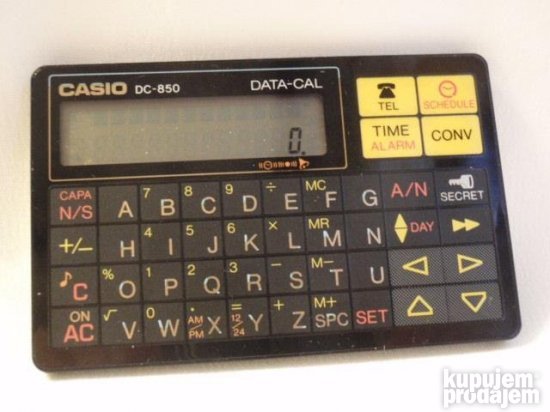 CASIO DC-850 DATA-CAL
TEL SCHEDULE
0.
TIME ALARM CONV
CAPA 7 8 9 ÷ MC
N/S A B C D E F G A/N SECRET
4 5 6 × MR
+/− H I J K L M N DAY
% 1 2 3 − M−
C O P Q R S T U
ON √ 0 · = + M+
AC V W AM/PM X 12/24 Y Z SPC SET
kupujem
prodajem